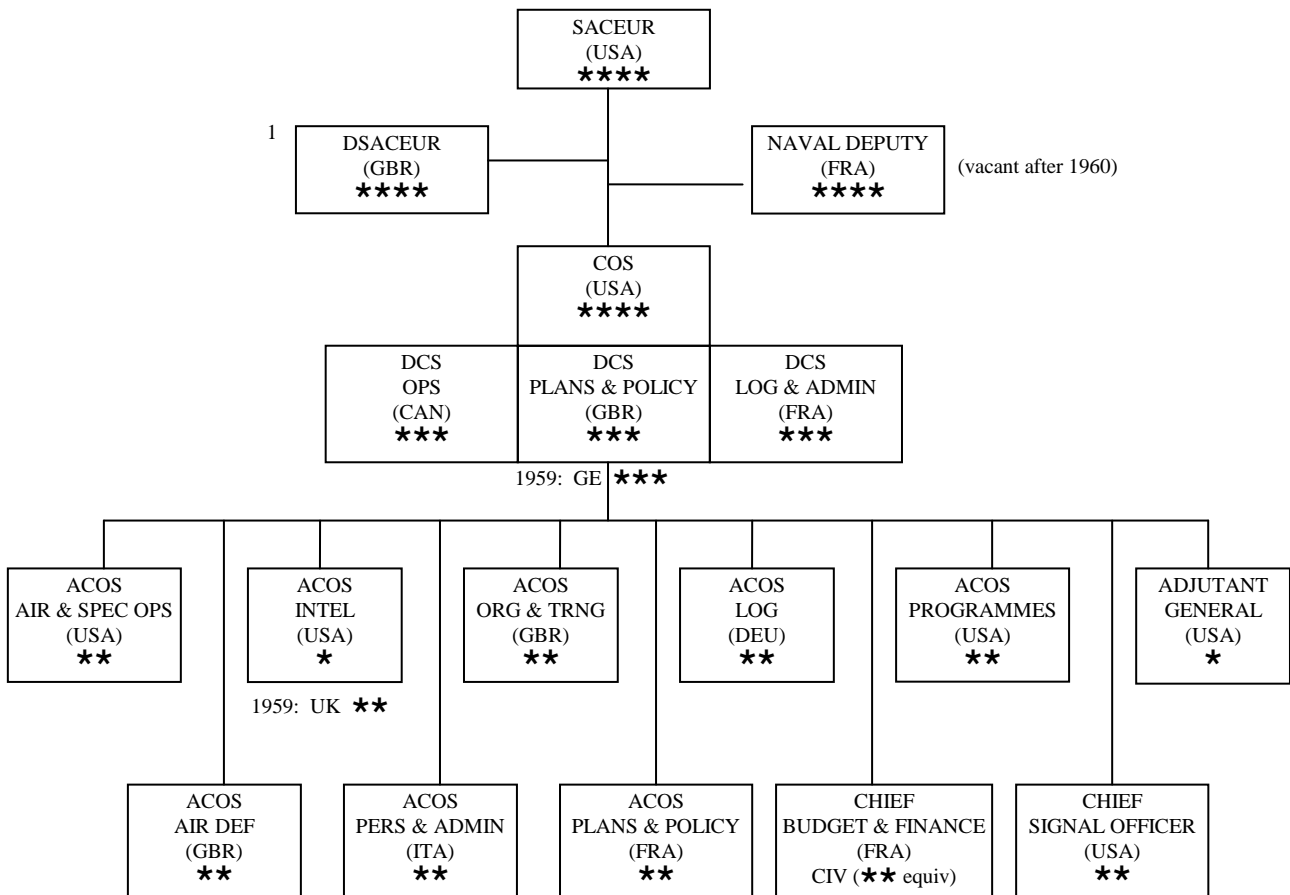 SACEUR
(USA)
★★★★
1
DSACEUR
(GBR)
★★★★
NAVAL DEPUTY
(FRA)
★★★★
(vacant after 1960)
COS
(USA)
★★★★
DCS
OPS
(CAN)
★★★
DCS
PLANS & POLICY
(GBR)
★★★
DCS
LOG & ADMIN
(FRA)
★★★
1959: GE ★★★
ACOS
AIR & SPEC OPS
(USA)
★★
ACOS
INTEL
(USA)
★
1959: UK ★★
ACOS
ORG & TRNG
(GBR)
★★
ACOS
LOG
(DEU)
★★
ACOS
PROGRAMMES
(USA)
★★
ADJUTANT
GENERAL
(USA)
★
ACOS
AIR DEF
(GBR)
★★
ACOS
PERS & ADMIN
(ITA)
★★
ACOS
PLANS & POLICY
(FRA)
★★
CHIEF
BUDGET & FINANCE
(FRA)
CIV (★★ equiv)
CHIEF
SIGNAL OFFICER
(USA)
★★